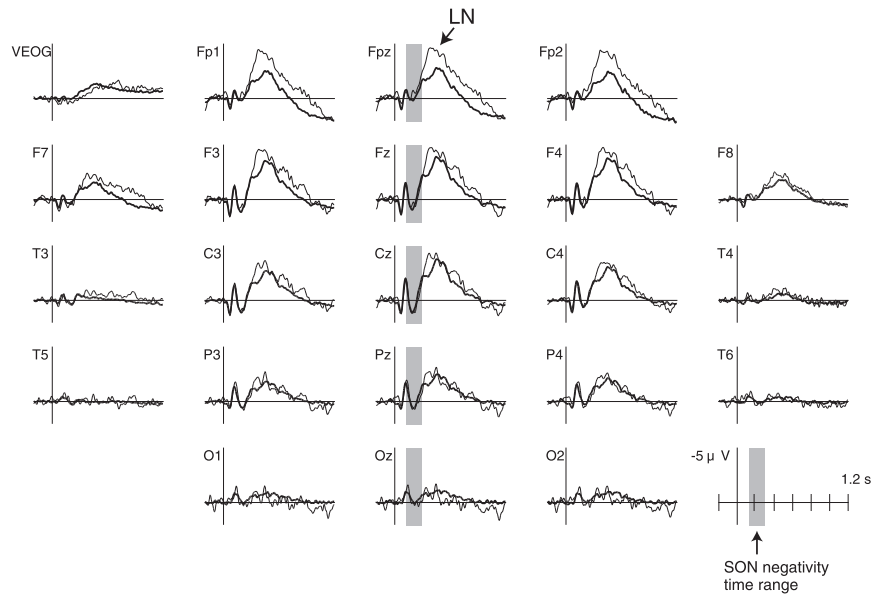 LN
VEOG Fp1 Fpz Fp2
F7 F3 Fz F4 F8
T3 C3 Cz C4 T4
T5 P3 Pz P4 T6
O1 Oz O2 -5 μ V
1.2 s
SON negativity
time range